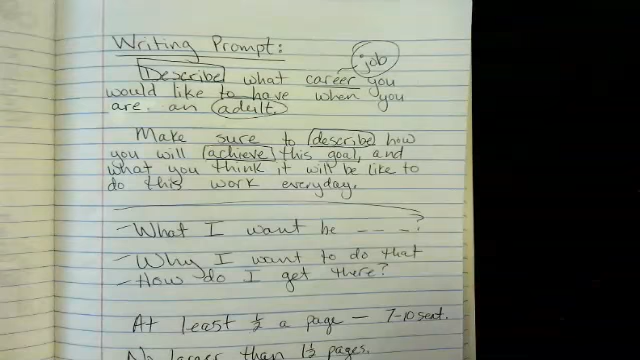 Writing Prompt:
job
Describe what career you
would like to have when you
are an adult.
Make sure to describe how
you will achieve this goal, and
what you think it will be like to
do this work everyday.
- What I want be _ _ _ ?
- Why I want to do that
- How do I get there?
At least 1/2 a page - 7-10 sent.
No larger than 1 1/2 pages.